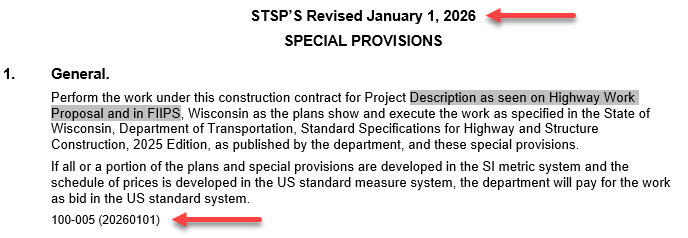 STSP'S Revised January 1, 2026
SPECIAL PROVISIONS
1. General.
Perform the work under this construction contract for Project Description as seen on Highway Work
Proposal and in FIIPS, Wisconsin as the plans show and execute the work as specified in the State of
Wisconsin, Department of Transportation, Standard Specifications for Highway and Structure
Construction, 2025 Edition, as published by the department, and these special provisions.
If all or a portion of the plans and special provisions are developed in the SI metric system and the
schedule of prices is developed in the US standard measure system, the department will pay for the work
as bid in the US standard system.
100-005 (20260101)